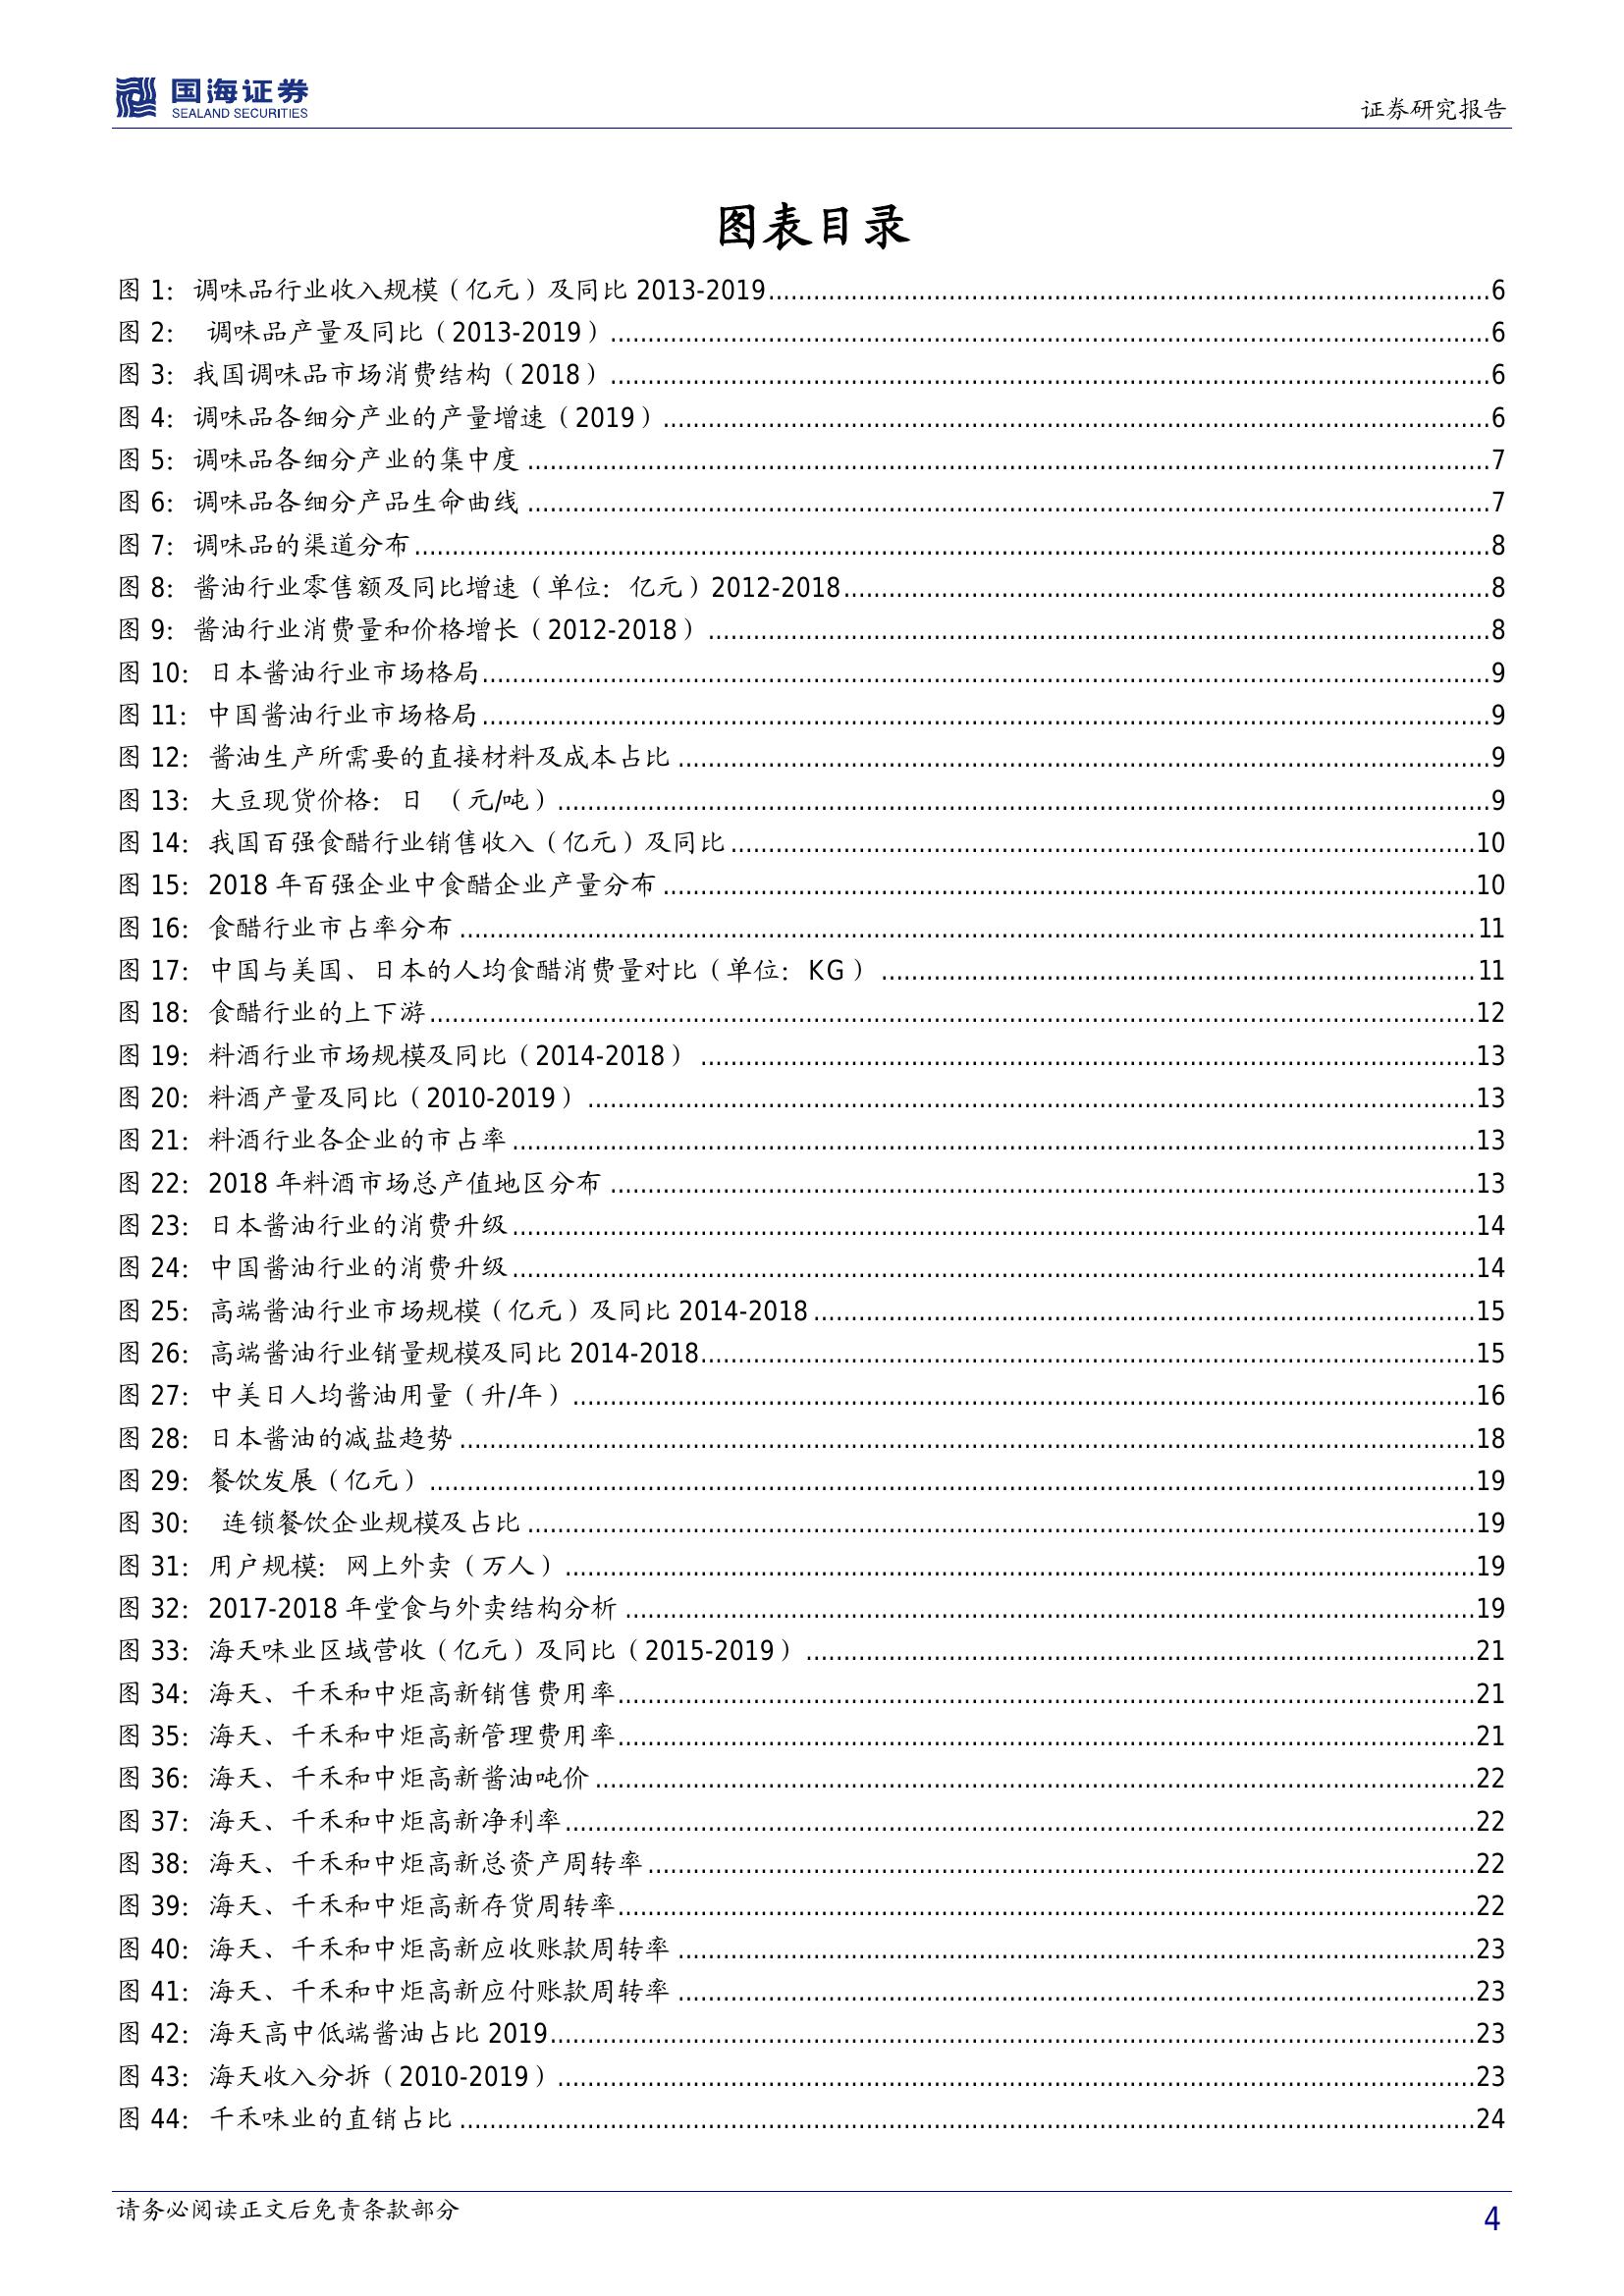 国海证券
SEALAND SECURITIES
证券研究报告
图表目录
图 1：调味品行业收入规模（亿元）及同比 2013-2019 6
图 2： 调味品产量及同比（2013-2019） 6
图 3：我国调味品市场消费结构（2018） 6
图 4：调味品各细分产业的产量增速（2019） 6
图 5：调味品各细分产业的集中度 7
图 6：调味品各细分产品生命曲线 7
图 7：调味品的渠道分布 8
图 8：酱油行业零售额及同比增速（单位：亿元）2012-2018 8
图 9：酱油行业消费量和价格增长（2012-2018） 8
图 10：日本酱油行业市场格局 9
图 11：中国酱油行业市场格局 9
图 12：酱油生产所需要的直接材料及成本占比 9
图 13：大豆现货价格：日 （元/吨） 9
图 14：我国百强食醋行业销售收入（亿元）及同比 10
图 15：2018 年百强企业中食醋企业产量分布 10
图 16：食醋行业市占率分布 11
图 17：中国与美国、日本的人均食醋消费量对比（单位：KG） 11
图 18：食醋行业的上下游 12
图 19：料酒行业市场规模及同比（2014-2018） 13
图 20：料酒产量及同比（2010-2019） 13
图 21：料酒行业各企业的市占率 13
图 22：2018 年料酒市场总产值地区分布 13
图 23：日本酱油行业的消费升级 14
图 24：中国酱油行业的消费升级 14
图 25：高端酱油行业市场规模（亿元）及同比 2014-2018 15
图 26：高端酱油行业销量规模及同比 2014-2018 15
图 27：中美日人均酱油用量（升/年） 16
图 28：日本酱油的减盐趋势 18
图 29：餐饮发展（亿元） 19
图 30： 连锁餐饮企业规模及占比 19
图 31：用户规模：网上外卖（万人） 19
图 32：2017-2018 年堂食与外卖结构分析 19
图 33：海天味业区域营收（亿元）及同比（2015-2019） 21
图 34：海天、千禾和中炬高新销售费用率 21
图 35：海天、千禾和中炬高新管理费用率 21
图 36：海天、千禾和中炬高新酱油吨价 22
图 37：海天、千禾和中炬高新净利率 22
图 38：海天、千禾和中炬高新总资产周转率 22
图 39：海天、千禾和中炬高新存货周转率 22
图 40：海天、千禾和中炬高新应收账款周转率 23
图 41：海天、千禾和中炬高新应付账款周转率 23
图 42：海天高中低端酱油占比 2019 23
图 43：海天收入分拆（2010-2019） 23
图 44：千禾味业的直销占比 24
请务必阅读正文后免责条款部分
4